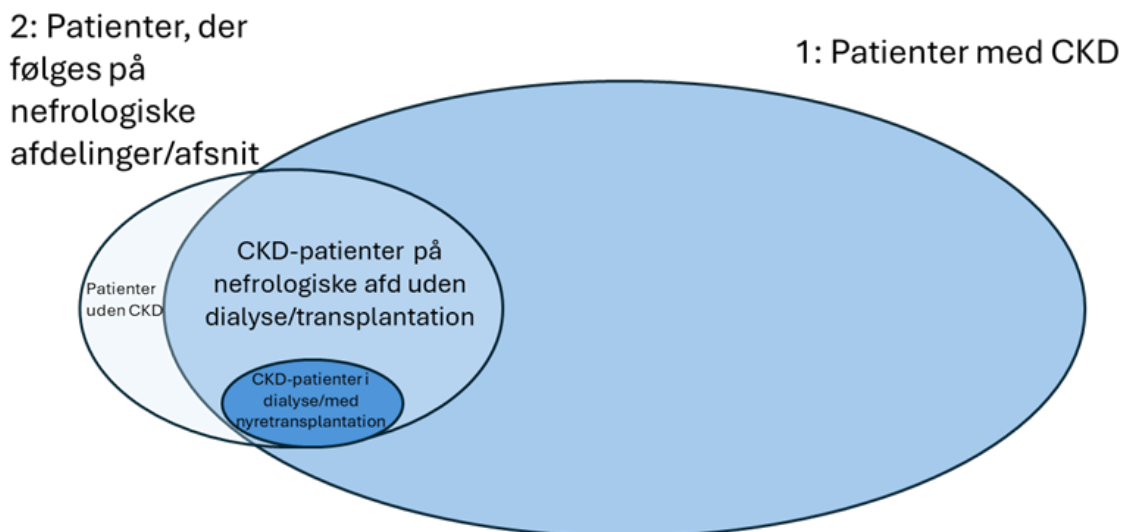 2: Patienter, der
følges på
nefrologiske
afdelinger/afsnit
1: Patienter med CKD
CKD-patienter på
nefrologiske afd uden
dialyse/transplantation
Patienter
uden CKD
CKD-patienter i
dialyse/med
nyretransplantation